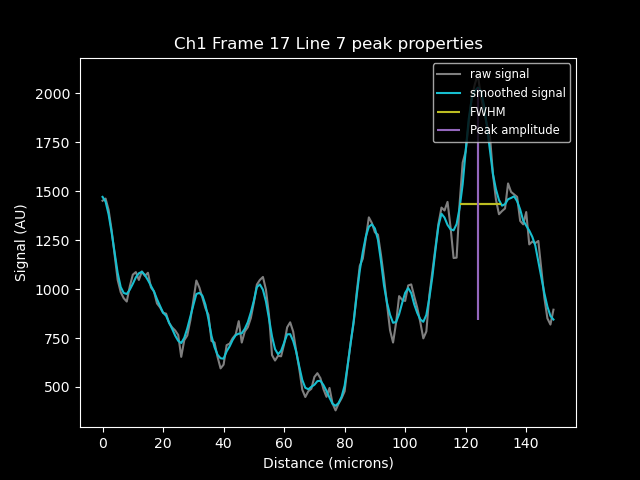 Ch1 Frame 17 Line 7 peak properties
raw signal
smoothed signal
FWHM
Peak amplitude
2000
1750
1500
1250
1000
750
500
Signal (AU)
0 20 40 60 80 100 120 140
Distance (microns)